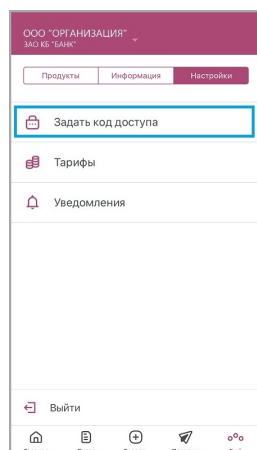 ООО "ОРГАНИЗАЦИЯ"
ЗАО КБ "БАНК"
Продукты Информация Настройки
Задать код доступа
Тарифы
Уведомления
Выйти